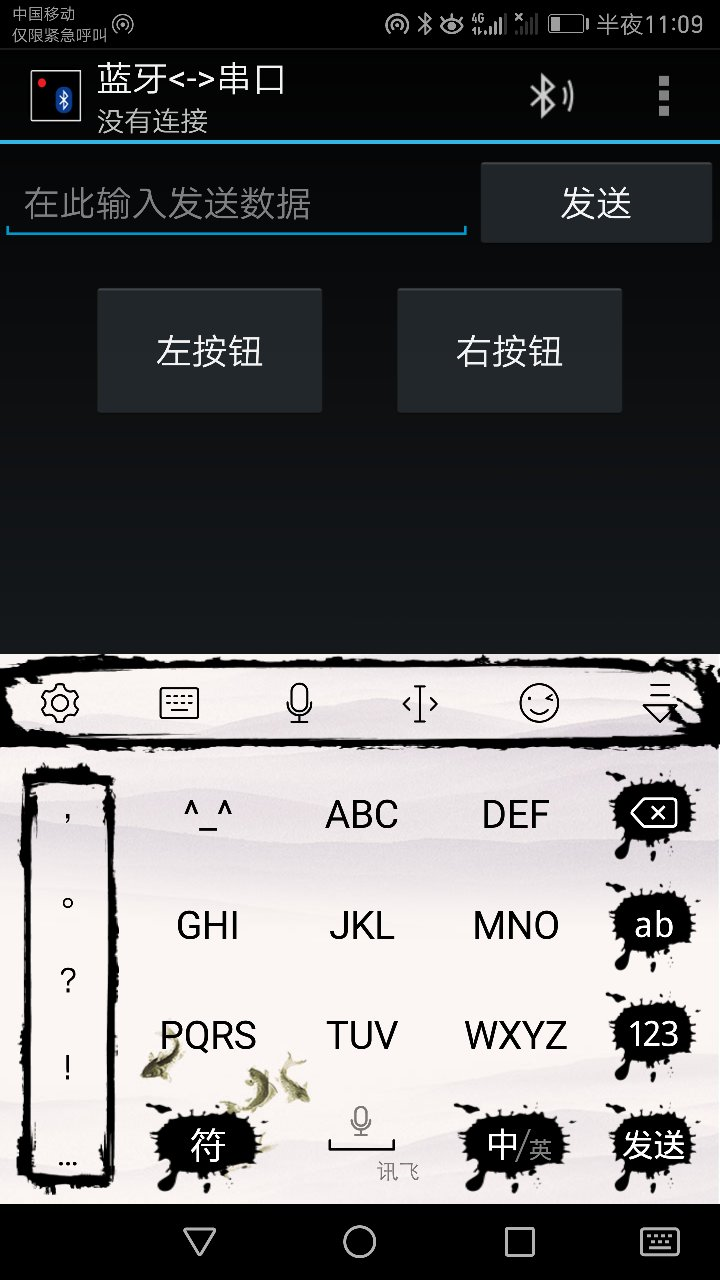 中国移动
仅限紧急呼叫
4G
半夜11:09
蓝牙<->串口
没有连接
在此输入发送数据
发送
左按钮
右按钮
,
^_^
ABC
DEF
。
GHI
JKL
MNO
ab
?
PQRS
TUV
WXYZ
123
!
符
中/英
发送
...
讯飞